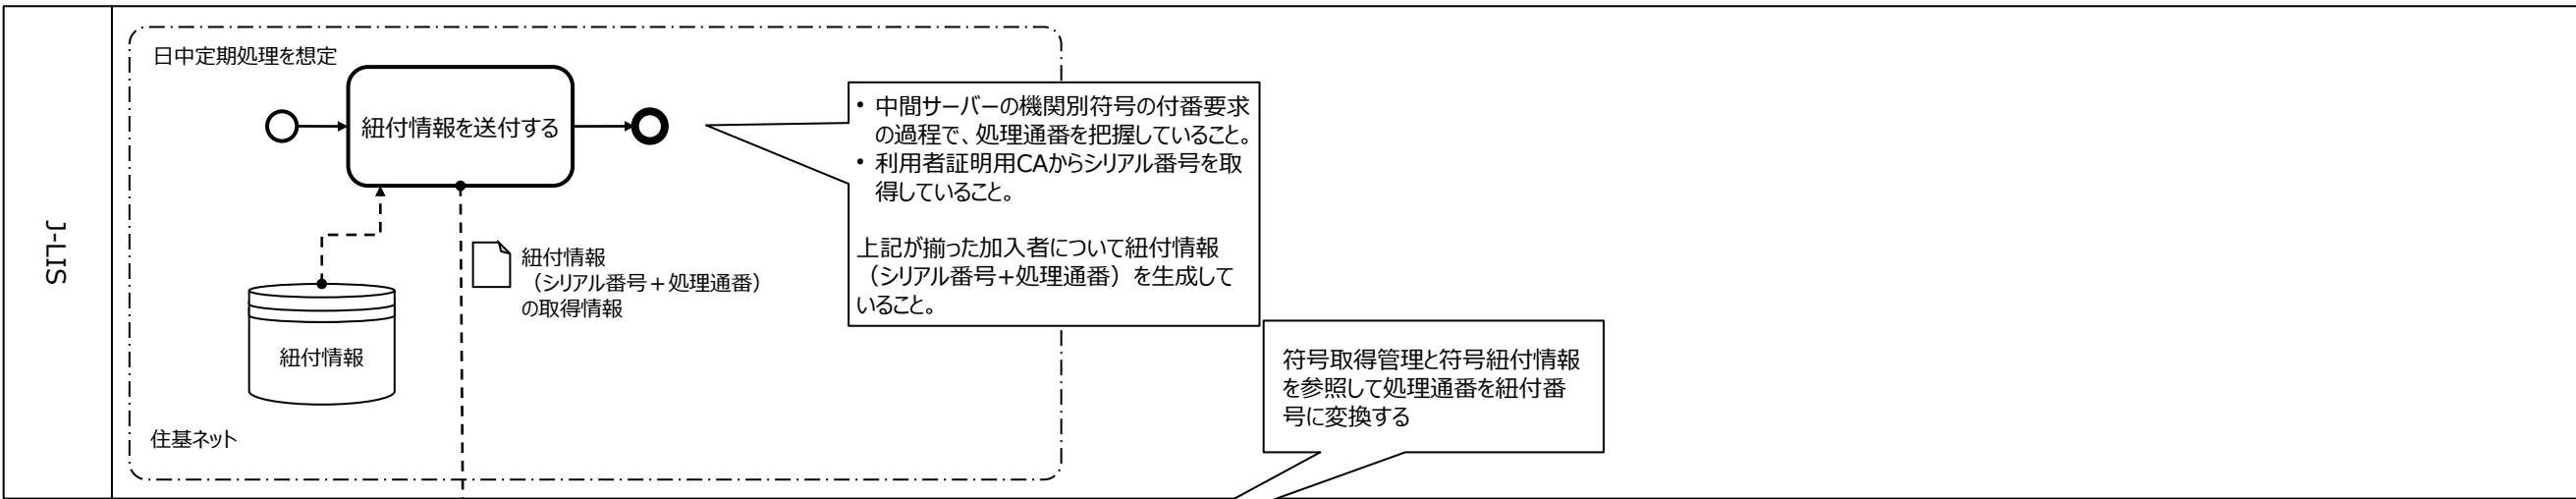 J-LIS
日中定期処理を想定
紐付情報を送付する
紐付情報
（シリアル番号+処理通番）
の取得情報
紐付情報
住基ネット
• 中間サーバーの機関別符号の付番要求
の過程で、処理通番を把握していること。
• 利用者証明用CAからシリアル番号を取
得していること。
上記が揃った加入者について紐付情報
（シリアル番号+処理通番）を生成して
いること。
符号取得管理と符号紐付情報
を参照して処理通番を紐付番
号に変換する